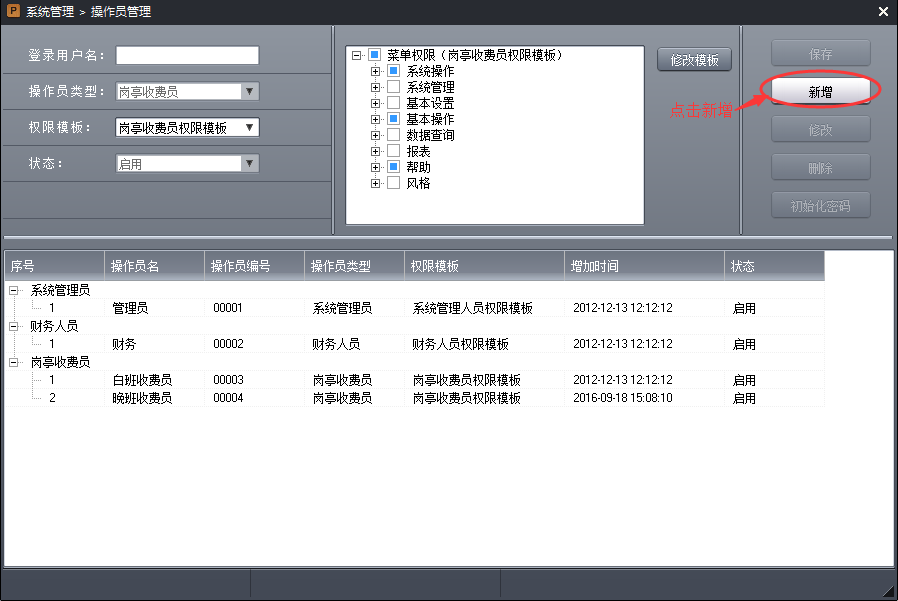 P 系统管理 > 操作员管理
登录用户名：
操作员类型： 岗亭收费员
权限模板： 岗亭收费员权限模板
状态： 启用
菜单权限（岗亭收费员权限模板）
系统操作
系统管理
基本设置
基本操作
数据查询
报表
帮助
风格
修改模板
点击新增
保存
新增
修改
删除
初始化密码
序号 操作员名 操作员编号 操作员类型 权限模板 增加时间 状态
系统管理员
1 管理员 00001 系统管理员 系统管理人员权限模板 2012-12-13 12:12:12 启用
财务人员
1 财务 00002 财务人员 财务人员权限模板 2012-12-13 12:12:12 启用
岗亭收费员
1 白班收费员 00003 岗亭收费员 岗亭收费员权限模板 2012-12-13 12:12:12 启用
2 晚班收费员 00004 岗亭收费员 岗亭收费员权限模板 2016-09-18 15:08:10 启用